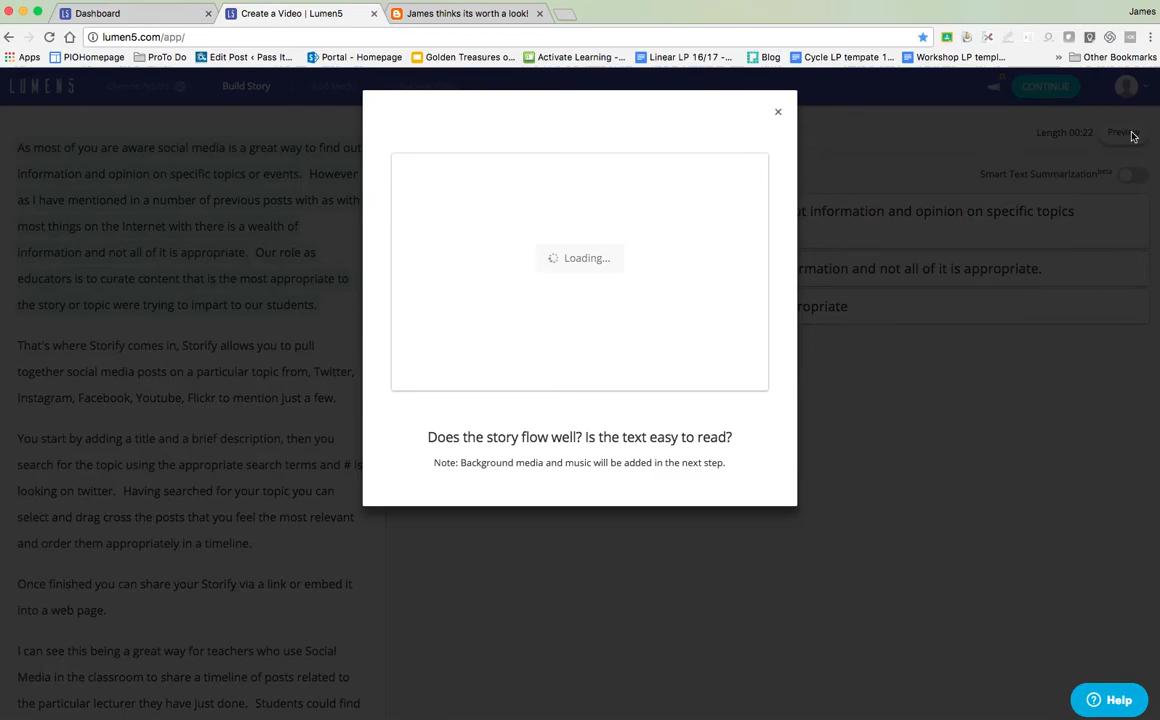 Dashboard ×
Create a Video | Lumen5 ×
James thinks its worth a look! ×
James
lumen5.com/app/
Apps PIOHomepage ProToDo Edit Post ‹ Pass It... Portal - Homepage Golden Treasures o... Activate Learning -... Linear LP 16/17 -... Blog Cycle LP tempate 1... Workshop LP templ... » Other Bookmarks
LUMEN5 Build Story CONTINUE
×
Length 00:22 Preview
Smart Text Summarization beta
As most of you are aware social media is a great way to find out
information and opinion on specific topics or events. However
as I have mentioned in a number of previous posts with as with
most things on the Internet with there is a wealth of
information and not all of it is appropriate. Our role as
educators is to curate content that is the most appropriate to
the story or topic were trying to impart to our students.
That's where Storify comes in, Storify allows you to pull
together social media posts on a particular topic from, Twitter,
Instagram, Facebook, Youtube, Flickr to mention just a few.
You start by adding a title and a brief description, then you
search for the topic using the appropriate search terms and # is
looking on twitter. Having searched for your topic you can
select and drag cross the posts that you feel the most relevant
and order them appropriately in a timeline.
Once finished you can share your Storify via a link or embed it
into a web page.
I can see this being a great way for teachers who use Social
Media in the classroom to share a timeline of posts related to
the particular lecturer they have just done. Students could find
Loading...
Does the story flow well? Is the text easy to read?
Note: Background media and music will be added in the next step.
ut information and opinion on specific topics
rmation and not all of it is appropriate.
ropriate
Help